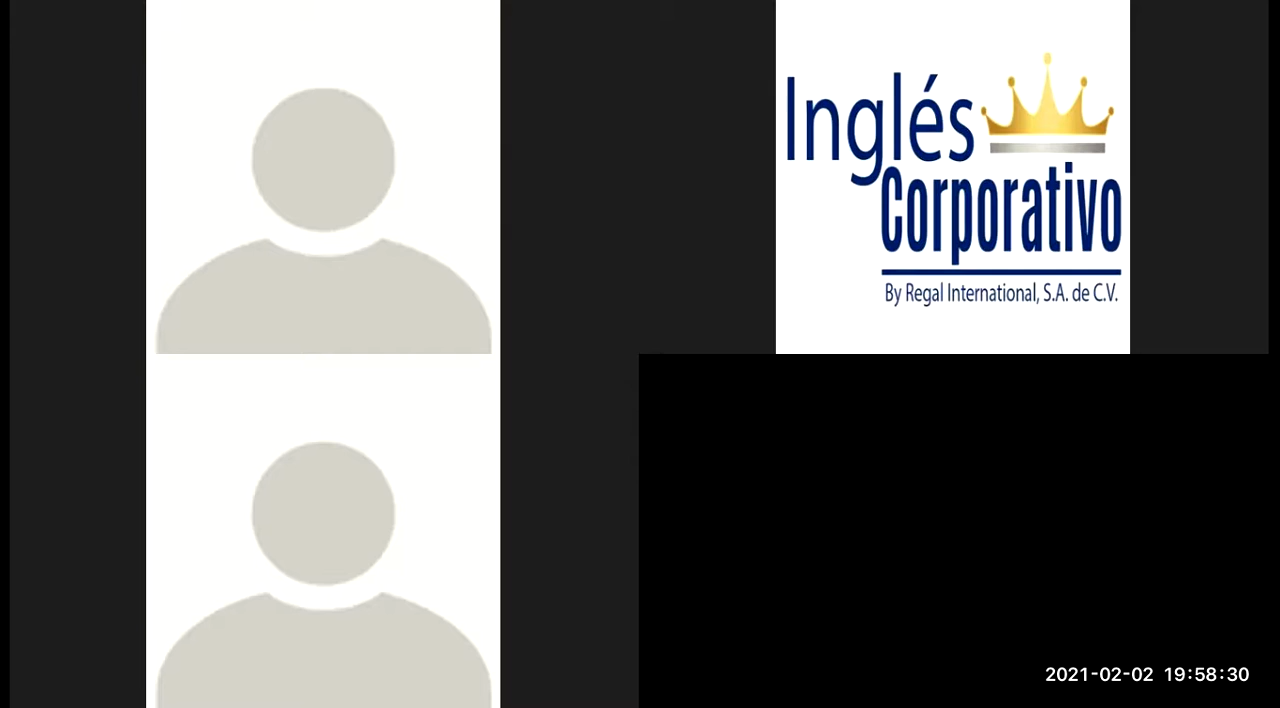 Inglés
Corporativo
By Regal International, S.A. de C.V.
2021-02-02 19:58:30